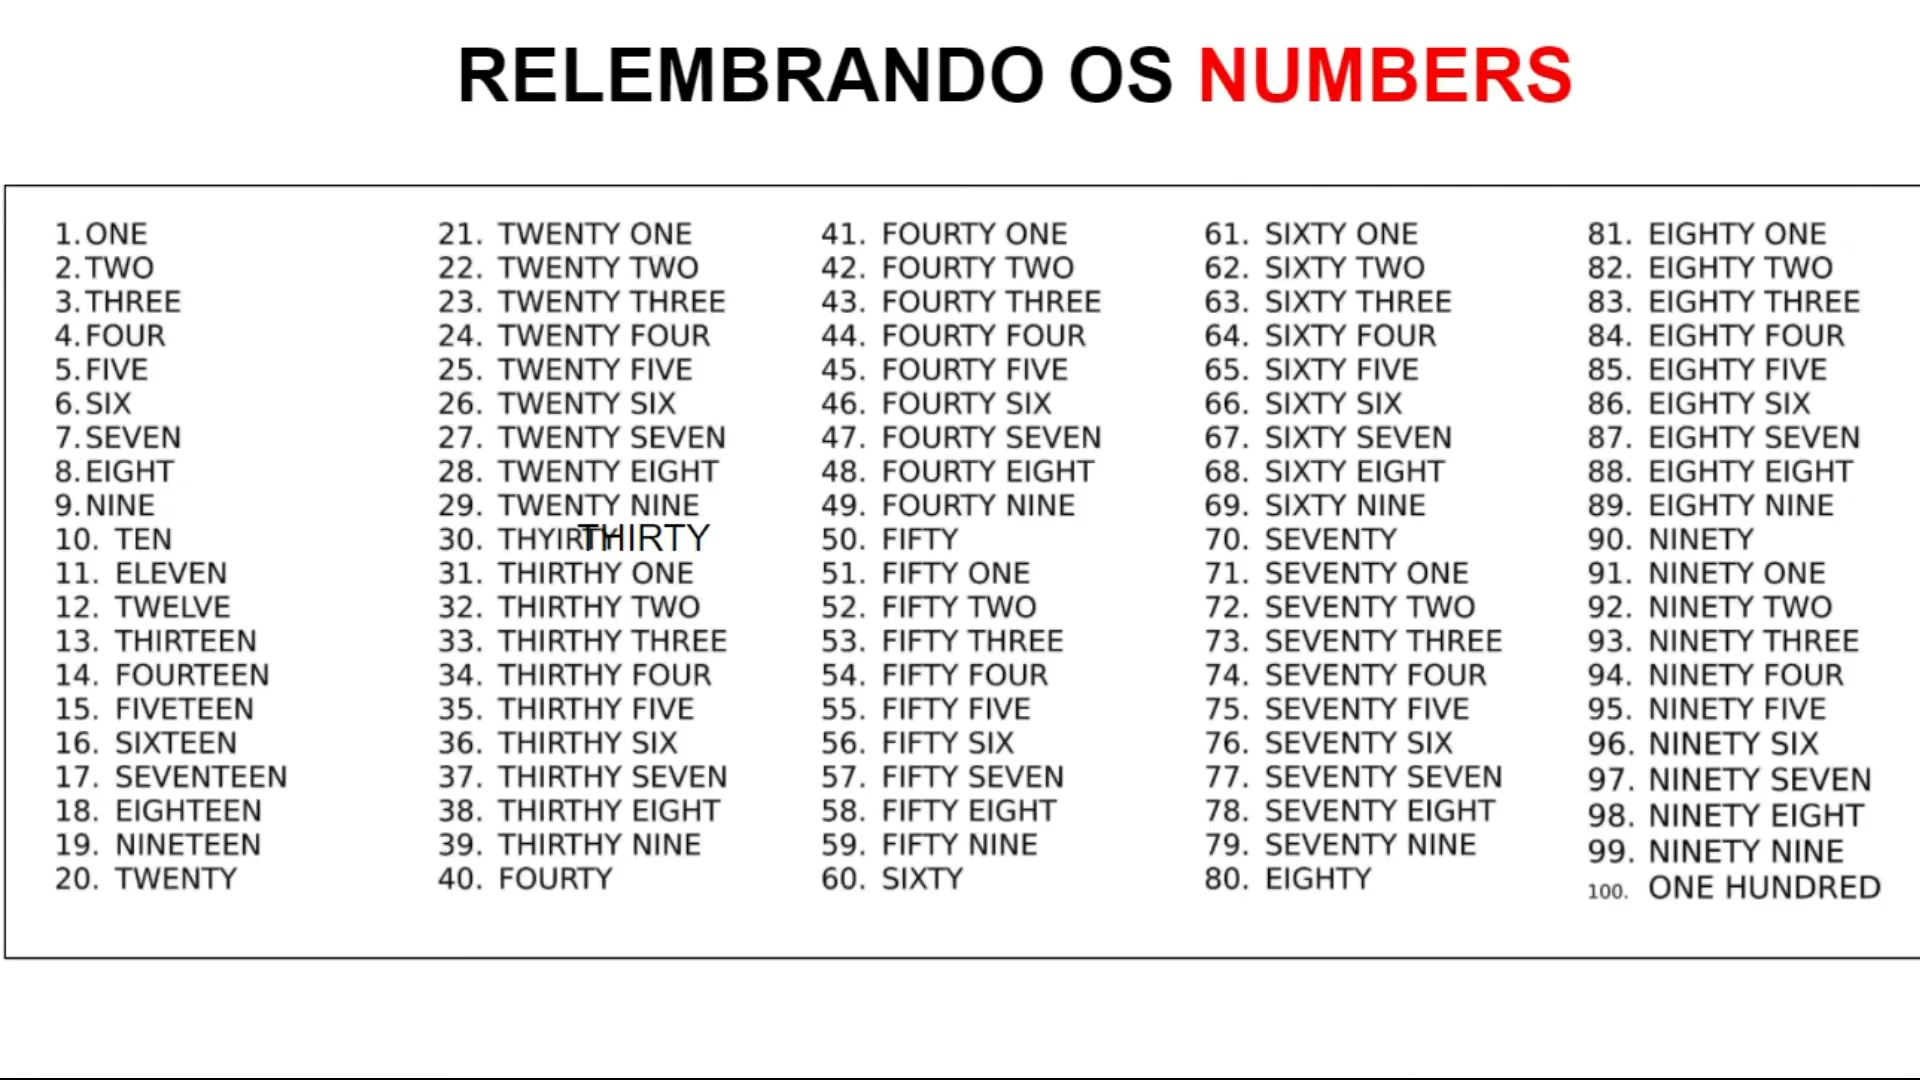 RELEMBRANDO OS NUMBERS
1. ONE
2. TWO
3. THREE
4. FOUR
5. FIVE
6. SIX
7. SEVEN
8. EIGHT
9. NINE
10. TEN
11. ELEVEN
12. TWELVE
13. THIRTEEN
14. FOURTEEN
15. FIVETEEN
16. SIXTEEN
17. SEVENTEEN
18. EIGHTEEN
19. NINETEEN
20. TWENTY
21. TWENTY ONE
22. TWENTY TWO
23. TWENTY THREE
24. TWENTY FOUR
25. TWENTY FIVE
26. TWENTY SIX
27. TWENTY SEVEN
28. TWENTY EIGHT
29. TWENTY NINE
30. THYIRTY THIRTY
31. THIRTHY ONE
32. THIRTHY TWO
33. THIRTHY THREE
34. THIRTHY FOUR
35. THIRTHY FIVE
36. THIRTHY SIX
37. THIRTHY SEVEN
38. THIRTHY EIGHT
39. THIRTHY NINE
40. FOURTY
41. FOURTY ONE
42. FOURTY TWO
43. FOURTY THREE
44. FOURTY FOUR
45. FOURTY FIVE
46. FOURTY SIX
47. FOURTY SEVEN
48. FOURTY EIGHT
49. FOURTY NINE
50. FIFTY
51. FIFTY ONE
52. FIFTY TWO
53. FIFTY THREE
54. FIFTY FOUR
55. FIFTY FIVE
56. FIFTY SIX
57. FIFTY SEVEN
58. FIFTY EIGHT
59. FIFTY NINE
60. SIXTY
61. SIXTY ONE
62. SIXTY TWO
63. SIXTY THREE
64. SIXTY FOUR
65. SIXTY FIVE
66. SIXTY SIX
67. SIXTY SEVEN
68. SIXTY EIGHT
69. SIXTY NINE
70. SEVENTY
71. SEVENTY ONE
72. SEVENTY TWO
73. SEVENTY THREE
74. SEVENTY FOUR
75. SEVENTY FIVE
76. SEVENTY SIX
77. SEVENTY SEVEN
78. SEVENTY EIGHT
79. SEVENTY NINE
80. EIGHTY
81. EIGHTY ONE
82. EIGHTY TWO
83. EIGHTY THREE
84. EIGHTY FOUR
85. EIGHTY FIVE
86. EIGHTY SIX
87. EIGHTY SEVEN
88. EIGHTY EIGHT
89. EIGHTY NINE
90. NINETY
91. NINETY ONE
92. NINETY TWO
93. NINETY THREE
94. NINETY FOUR
95. NINETY FIVE
96. NINETY SIX
97. NINETY SEVEN
98. NINETY EIGHT
99. NINETY NINE
100. ONE HUNDRED